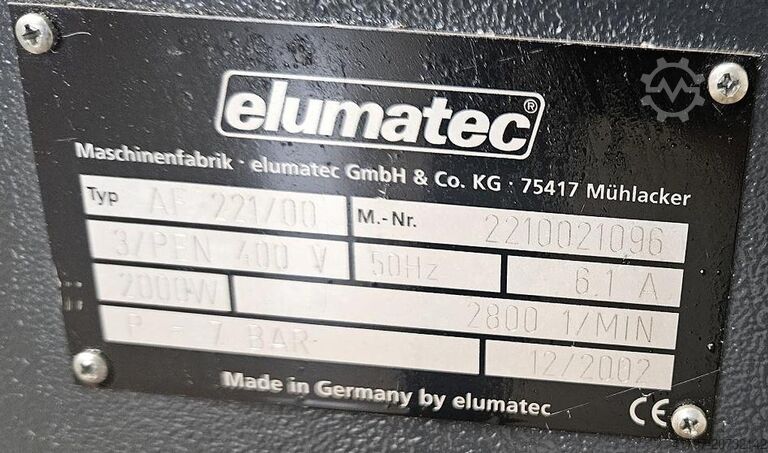 elumatec®
Maschinenfabrik · elumatec GmbH & Co. KG · 75417 Mühlacker
Typ AF 221/00 M.-Nr. 2210021096
3/PEN 400 V 50Hz 6.1 A
2000W 2800 1/MIN
P = 7 BAR 12/2002
Made in Germany by elumatec CE